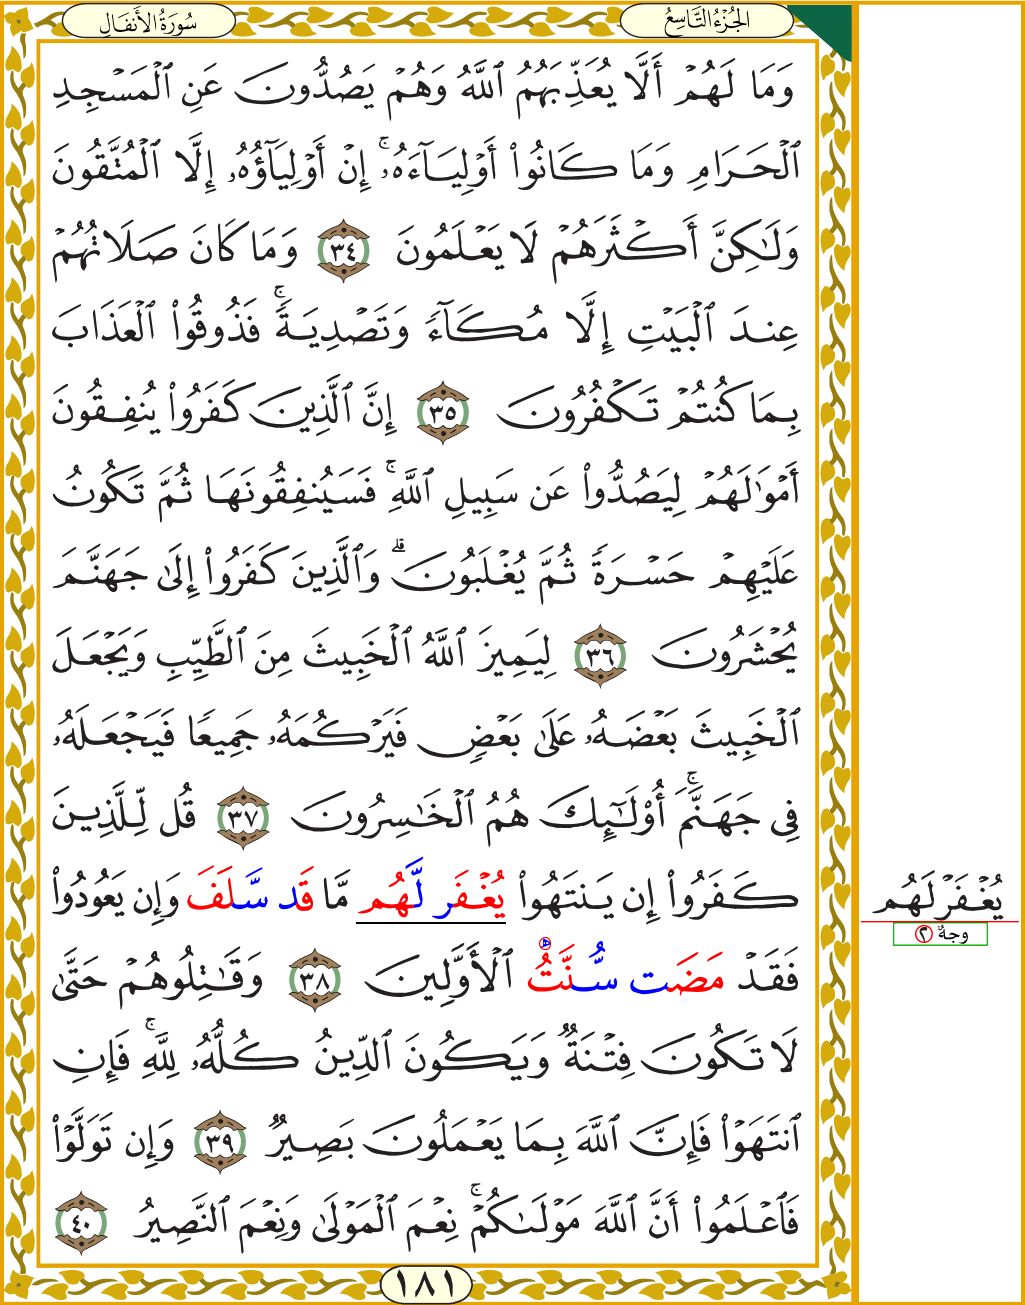 الجُزْءُ التَّاسِعُ
سُورَةُ الأَنفَالِ
وَمَا لَهُمْ أَلَّا يُعَذِّبَهُمُ ٱللَّهُ وَهُمْ يَصُدُّونَ عَنِ ٱلْمَسْجِدِ
ٱلْحَرَامِ وَمَا كَانُوا۟ أَوْلِيَآءَهُۥٓ ۚ إِنْ أَوْلِيَآؤُهُۥٓ إِلَّا ٱلْمُتَّقُونَ
وَلَٰكِنَّ أَكْثَرَهُمْ لَا يَعْلَمُونَ ٣٤ وَمَا كَانَ صَلَاتُهُمْ
عِندَ ٱلْبَيْتِ إِلَّا مُكَآءً وَتَصْدِيَةً ۚ فَذُوقُوا۟ ٱلْعَذَابَ
بِمَا كُنتُمْ تَكْفُرُونَ ٣٥ إِنَّ ٱلَّذِينَ كَفَرُوا۟ يُنفِقُونَ
أَمْوَٰلَهُمْ لِيَصُدُّوا۟ عَن سَبِيلِ ٱللَّهِ ۚ فَسَيُنفِقُونَهَا ثُمَّ تَكُونُ
عَلَيْهِمْ حَسْرَةً ثُمَّ يُغْلَبُونَ ۗ وَٱلَّذِينَ كَفَرُوٓا۟ إِلَىٰ جَهَنَّمَ
يُحْشَرُونَ ٣٦ لِيَمِيزَ ٱللَّهُ ٱلْخَبِيثَ مِنَ ٱلطَّيِّبِ وَيَجْعَلَ
ٱلْخَبِيثَ بَعْضَهُۥ عَلَىٰ بَعْضٍ فَيَرْكُمَهُۥ جَمِيعًا فَيَجْعَلَهُۥ
فِى جَهَنَّمَ ۚ أُو۟لَٰٓئِكَ هُمُ ٱلْخَٰسِرُونَ ٣٧ قُل لِّلَّذِينَ
كَفَرُوٓا۟ إِن يَنتَهُوا۟ يُغْفَر لَّهُم مَّا قَد سَّلَفَ وَإِن يَعُودُوا۟
فَقَدْ مَضَت سُّنَّتُ ٱلْأَوَّلِينَ ٣٨ وَقَٰتِلُوهُمْ حَتَّىٰ
لَا تَكُونَ فِتْنَةٌ وَيَكُونَ ٱلدِّينُ كُلُّهُۥ لِلَّهِ ۚ فَإِنِ
ٱنتَهَوْا۟ فَإِنَّ ٱللَّهَ بِمَا يَعْمَلُونَ بَصِيرٌ ٣٩ وَإِن تَوَلَّوْا۟
فَٱعْلَمُوٓا۟ أَنَّ ٱللَّهَ مَوْلَىٰكُمْ ۚ نِعْمَ ٱلْمَوْلَىٰ وَنِعْمَ ٱلنَّصِيرُ ٤٠
١٨١
يُغْفَرْ لَهُم
وجهٌ ٢